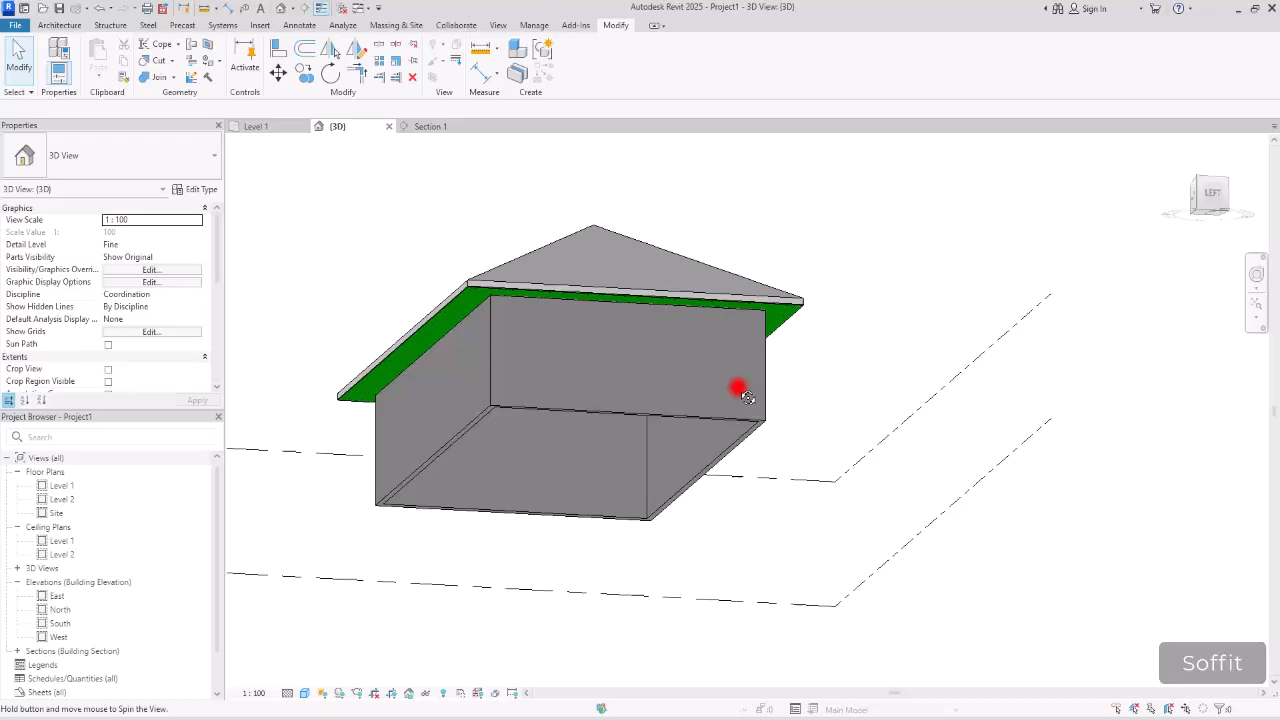 Autodesk Revit 2025 - Project1 - 3D View: {3D}
Sign In
File Architecture Structure Steel Precast Systems Insert Annotate Analyze Massing & Site Collaborate View Manage Add-Ins Modify
Modify
Select
Properties
Paste
Clipboard
Cope
Cut
Join
Geometry
Activate
Controls
Modify
View
Measure
Create
Properties
Level 1
{3D}
Section 1
3D View
3D View: {3D}
Edit Type
Graphics
View Scale 1 : 100
Scale Value 1: 100
Detail Level Fine
Parts Visibility Show Original
Visibility/Graphics Overri... Edit...
Graphic Display Options Edit...
Discipline Coordination
Show Hidden Lines By Discipline
Default Analysis Display ... None
Show Grids Edit...
Sun Path
Extents
Crop View
Crop Region Visible
Apply
LEFT
Project Browser - Project1
Search
Views (all)
Floor Plans
Level 1
Level 2
Site
Ceiling Plans
Level 1
Level 2
3D Views
Elevations (Building Elevation)
East
North
South
West
Sections (Building Section)
Legends
Schedules/Quantities (all)
Sheets (all)
Soffit
1 : 100
Hold button and move mouse to Spin the View.
:0
Main Model
:0